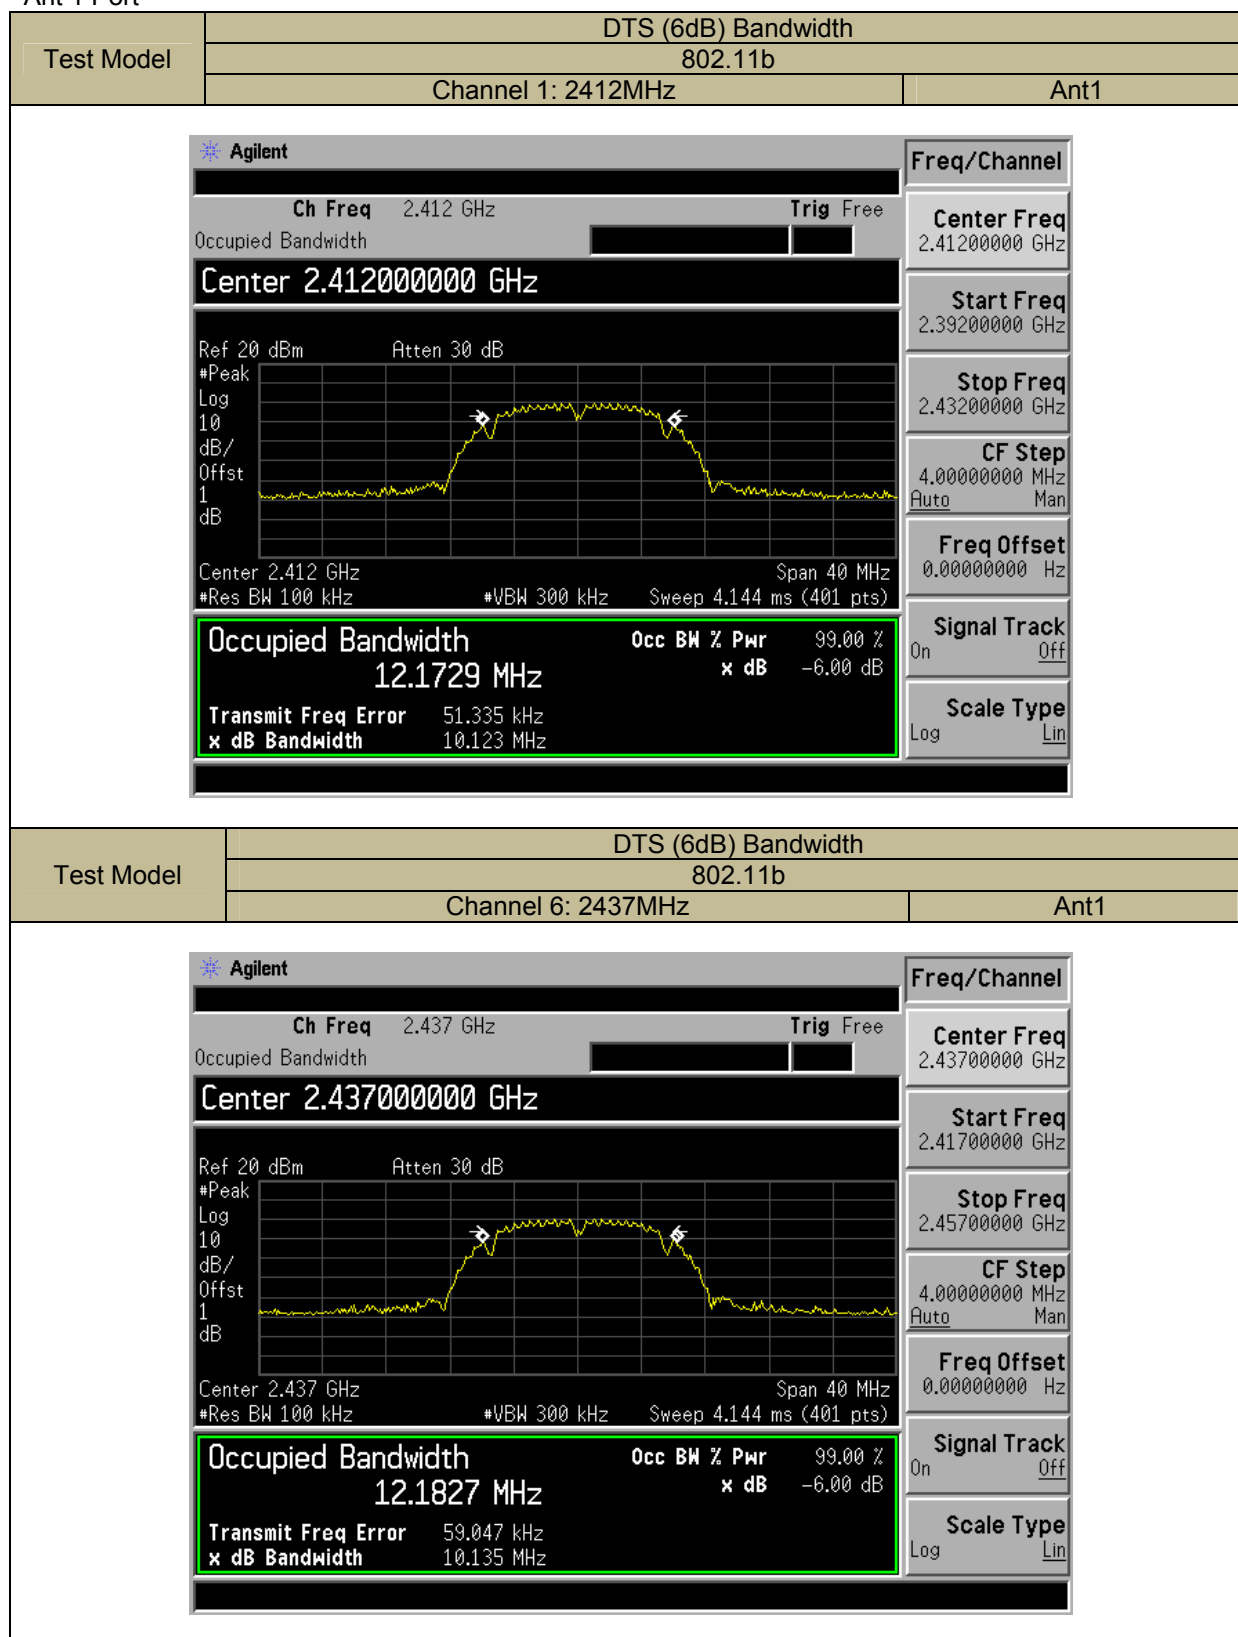 Ant 1 Port
Test Model
DTS (6dB) Bandwidth
802.11b
Channel 1: 2412MHz Ant1
Agilent
Freq/Channel
Ch Freq 2.412 GHz Trig Free
Occupied Bandwidth
Center 2.412000000 GHz
Ref 20 dBm Atten 30 dB
#Peak
Log
10
dB/
Offst
1
dB
Center 2.412 GHz Span 40 MHz
#Res BW 100 kHz #VBW 300 kHz Sweep 4.144 ms (401 pts)
Occupied Bandwidth
12.1729 MHz
Occ BW % Pwr 99.00 %
x dB -6.00 dB
Transmit Freq Error 51.335 kHz
x dB Bandwidth 10.123 MHz
Center Freq
2.41200000 GHz
Start Freq
2.39200000 GHz
Stop Freq
2.43200000 GHz
CF Step
4.00000000 MHz
Auto Man
Freq Offset
0.00000000 Hz
Signal Track
On Off
Scale Type
Log Lin
Test Model
DTS (6dB) Bandwidth
802.11b
Channel 6: 2437MHz Ant1
Agilent
Freq/Channel
Ch Freq 2.437 GHz Trig Free
Occupied Bandwidth
Center 2.437000000 GHz
Ref 20 dBm Atten 30 dB
#Peak
Log
10
dB/
Offst
1
dB
Center 2.437 GHz Span 40 MHz
#Res BW 100 kHz #VBW 300 kHz Sweep 4.144 ms (401 pts)
Occupied Bandwidth
12.1827 MHz
Occ BW % Pwr 99.00 %
x dB -6.00 dB
Transmit Freq Error 59.047 kHz
x dB Bandwidth 10.135 MHz
Center Freq
2.43700000 GHz
Start Freq
2.41700000 GHz
Stop Freq
2.45700000 GHz
CF Step
4.00000000 MHz
Auto Man
Freq Offset
0.00000000 Hz
Signal Track
On Off
Scale Type
Log Lin